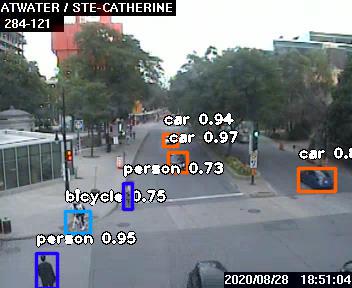 ATWATER / STE-CATHERINE
284-121
car 0.94
car 0.97
car 0.8
person 0.73
bicycle 0.75
person 0.95
2020/08/28 18:51:04